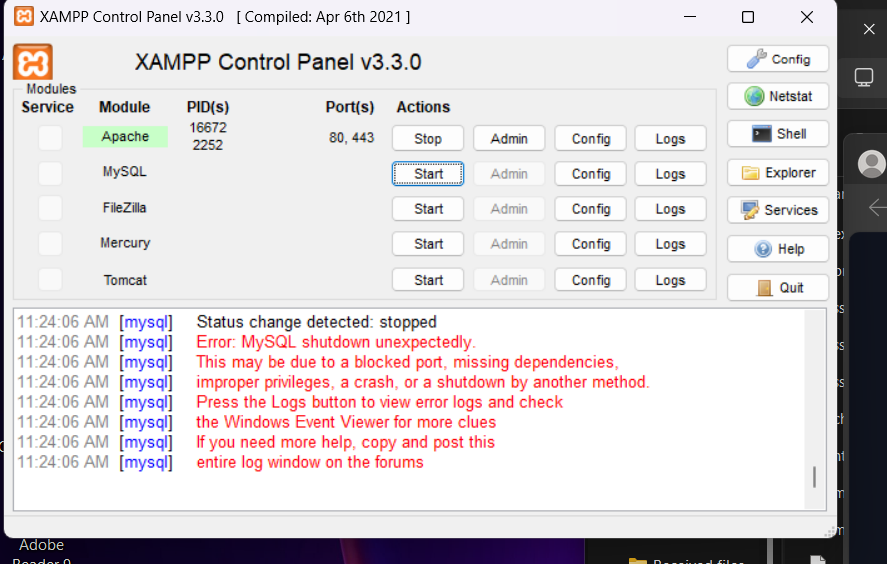 XAMPP Control Panel v3.3.0 [ Compiled: Apr 6th 2021 ]
XAMPP Control Panel v3.3.0
Config
Modules
Service Module PID(s) Port(s) Actions
Netstat
Apache 16672 2252 80, 443 Stop Admin Config Logs
Shell
MySQL Start Admin Config Logs
Explorer
FileZilla Start Admin Config Logs
Services
Mercury Start Admin Config Logs
Help
Tomcat Start Admin Config Logs
Quit
11:24:06 AM [mysql] Status change detected: stopped
11:24:06 AM [mysql] Error: MySQL shutdown unexpectedly.
11:24:06 AM [mysql] This may be due to a blocked port, missing dependencies,
11:24:06 AM [mysql] improper privileges, a crash, or a shutdown by another method.
11:24:06 AM [mysql] Press the Logs button to view error logs and check
11:24:06 AM [mysql] the Windows Event Viewer for more clues
11:24:06 AM [mysql] If you need more help, copy and post this
11:24:06 AM [mysql] entire log window on the forums
Adobe
Reader 9
Received files